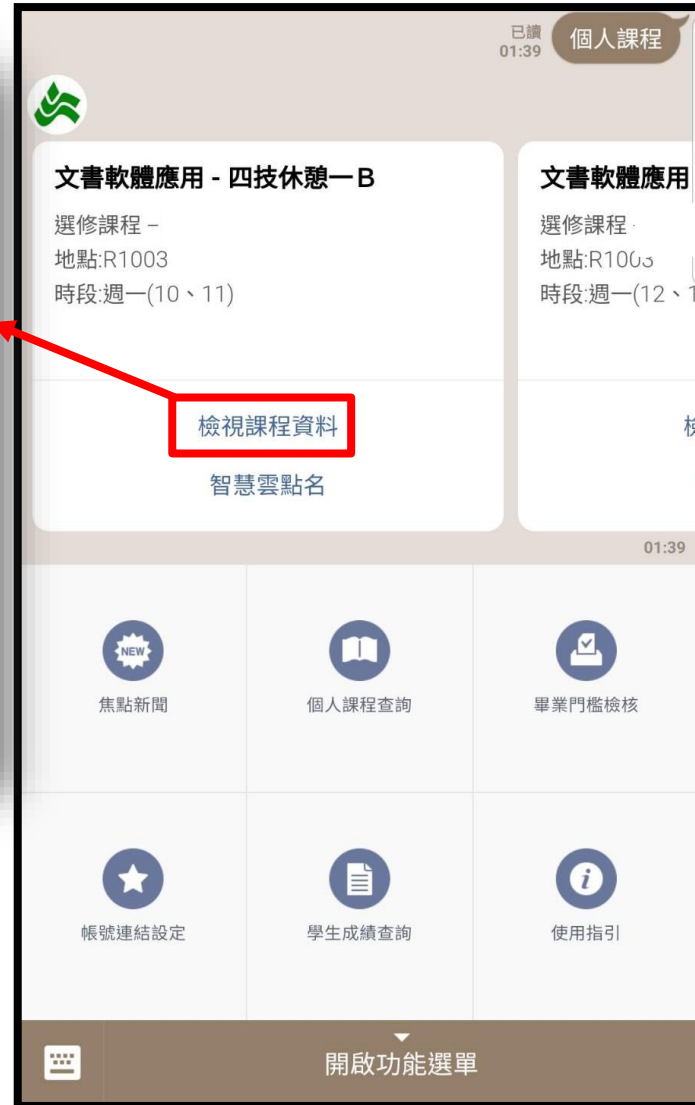 已讀
01:39
個人課程
文書軟體應用 - 四技休憩一B
選修課程 –
地點:R1003
時段:週一(10、11)
檢視課程資料
智慧雲點名
文書軟體應用
選修課程
地點:R1003
時段:週一(12、1
01:39
NEW
焦點新聞
個人課程查詢
畢業門檻檢核
帳號連結設定
學生成績查詢
i
使用指引
開啟功能選單